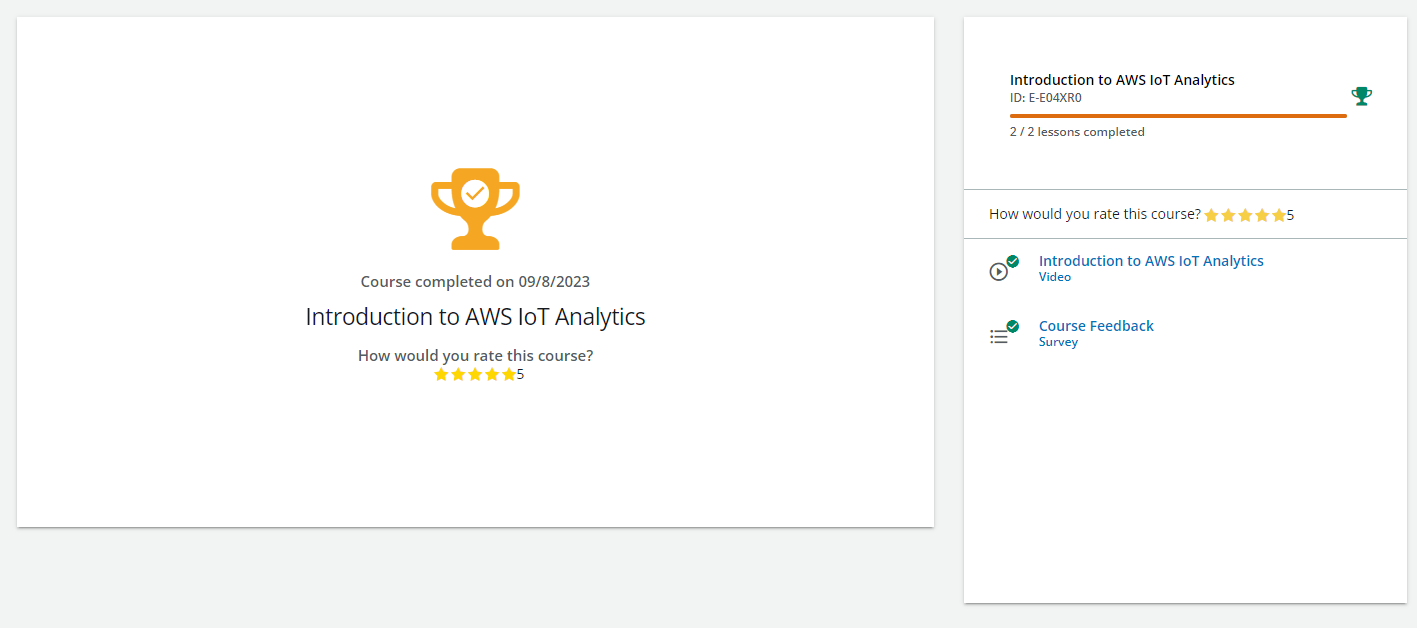 Course completed on 09/8/2023
Introduction to AWS IoT Analytics
How would you rate this course?
5
Introduction to AWS IoT Analytics
ID: E-E04XR0
2 / 2 lessons completed
How would you rate this course? 5
Introduction to AWS IoT Analytics
Video
Course Feedback
Survey